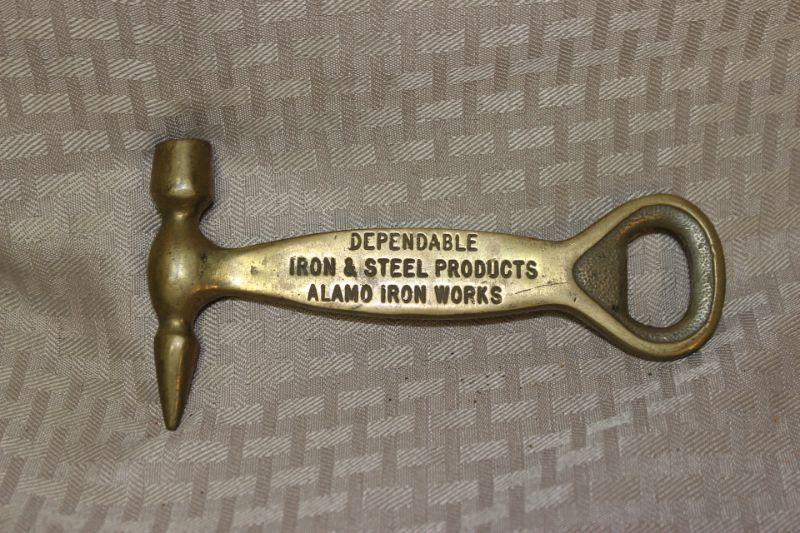 DEPENDABLE
IRON & STEEL PRODUCTS
ALAMO IRON WORKS